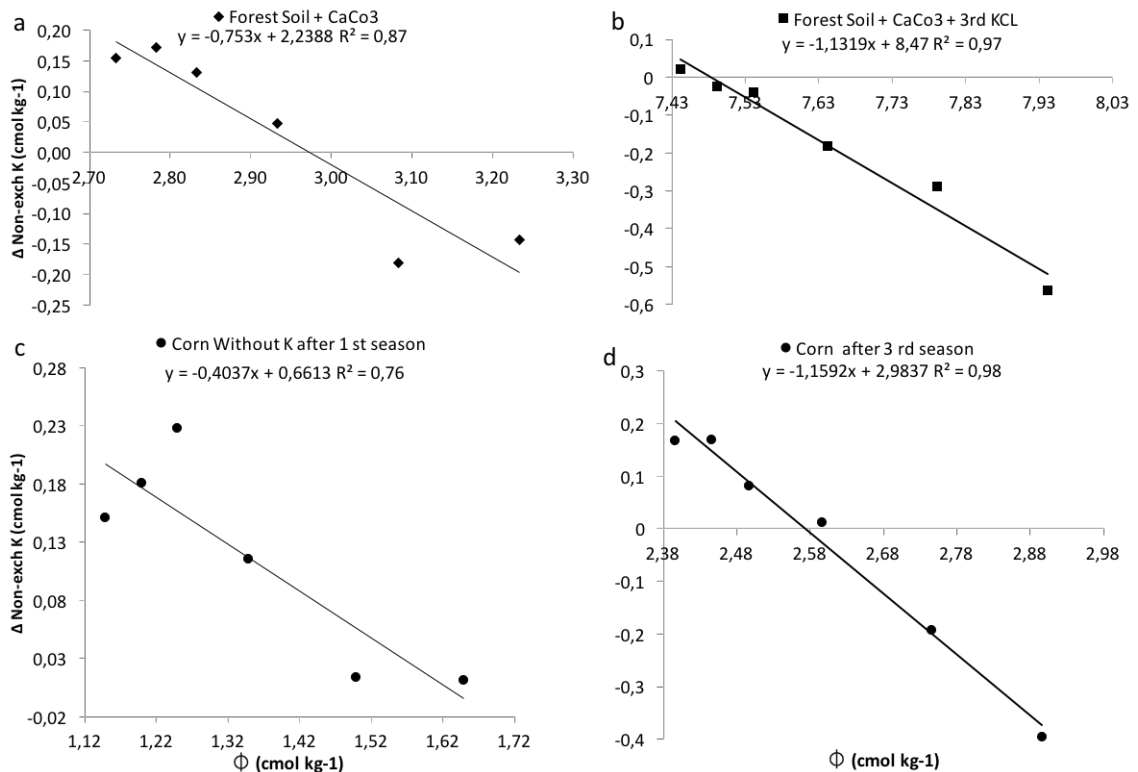 a
◆ Forest Soil + CaCo3
y = -0,753x + 2,2388 R² = 0,87
0,20
0,15
0,10
0,05
0,00
-0,05
-0,10
-0,15
-0,20
-0,25
2,70 2,80 2,90 3,00 3,10 3,20 3,30
Δ Non-exch K (cmol kg-1)
b
■ Forest Soil + CaCo3 + 3rd KCL
y = -1,1319x + 8,47 R² = 0,97
0,1
0
-0,1
-0,2
-0,3
-0,4
-0,5
-0,6
7,43 7,53 7,63 7,73 7,83 7,93 8,03
c
● Corn Without K after 1 st season
y = -0,4037x + 0,6613 R² = 0,76
0,28
0,23
0,18
0,13
0,08
0,03
-0,02
1,12 1,22 1,32 1,42 1,52 1,62 1,72
Δ Non-exch K (cmol kg-1)
Φ (cmol kg-1)
d
● Corn after 3 rd season
y = -1,1592x + 2,9837 R² = 0,98
0,3
0,2
0,1
0
-0,1
-0,2
-0,3
-0,4
2,38 2,48 2,58 2,68 2,78 2,88 2,98
Φ (cmol kg-1)